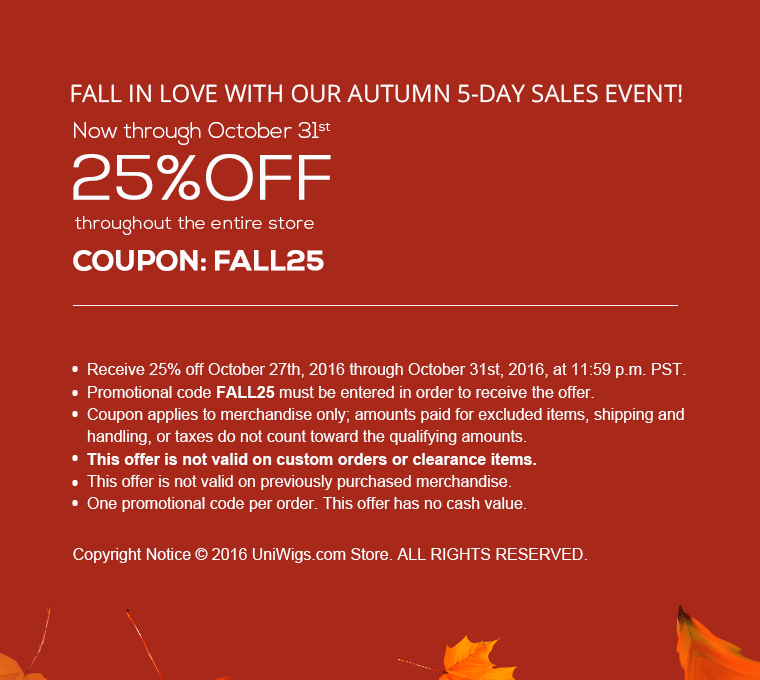 FALL IN LOVE WITH OUR AUTUMN 5-DAY SALES EVENT!
Now through October 31st
25%OFF
throughout the entire store
COUPON: FALL25
• Receive 25% off October 27th, 2016 through October 31st, 2016, at 11:59 p.m. PST.
• Promotional code FALL25 must be entered in order to receive the offer.
• Coupon applies to merchandise only; amounts paid for excluded items, shipping and
handling, or taxes do not count toward the qualifying amounts.
• This offer is not valid on custom orders or clearance items.
• This offer is not valid on previously purchased merchandise.
• One promotional code per order. This offer has no cash value.
Copyright Notice © 2016 UniWigs.com Store. ALL RIGHTS RESERVED.